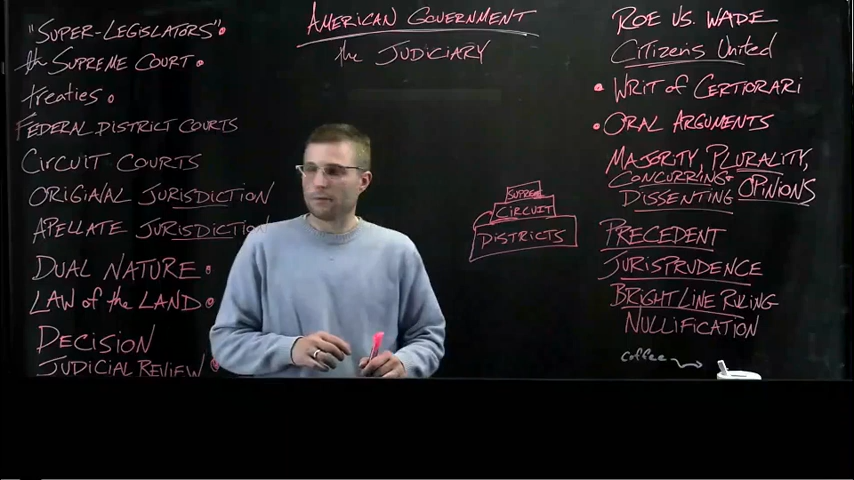 AMERICAN GOVERNMENT
the JUDICIARY
"SUPER-LEGISLATORS"
the SUPREME COURT
treaties
FEDERAL DISTRICT COURTS
CIRCUIT COURTS
ORIGINAL JURISDICTION
APELLATE JURISDICTION
DUAL NATURE
LAW of the LAND
DECISION
JUDICIAL REVIEW
SUPREME
CIRCUIT
DISTRICTS
ROE VS. WADE
Citizens United
WRIT of CERTIORARI
ORAL ARGUMENTS
MAJORITY, PLURALITY,
CONCURRING +
DISSENTING OPINIONS
PRECEDENT
JURISPRUDENCE
BRIGHT LINE RULING
NULLIFICATION
coffee